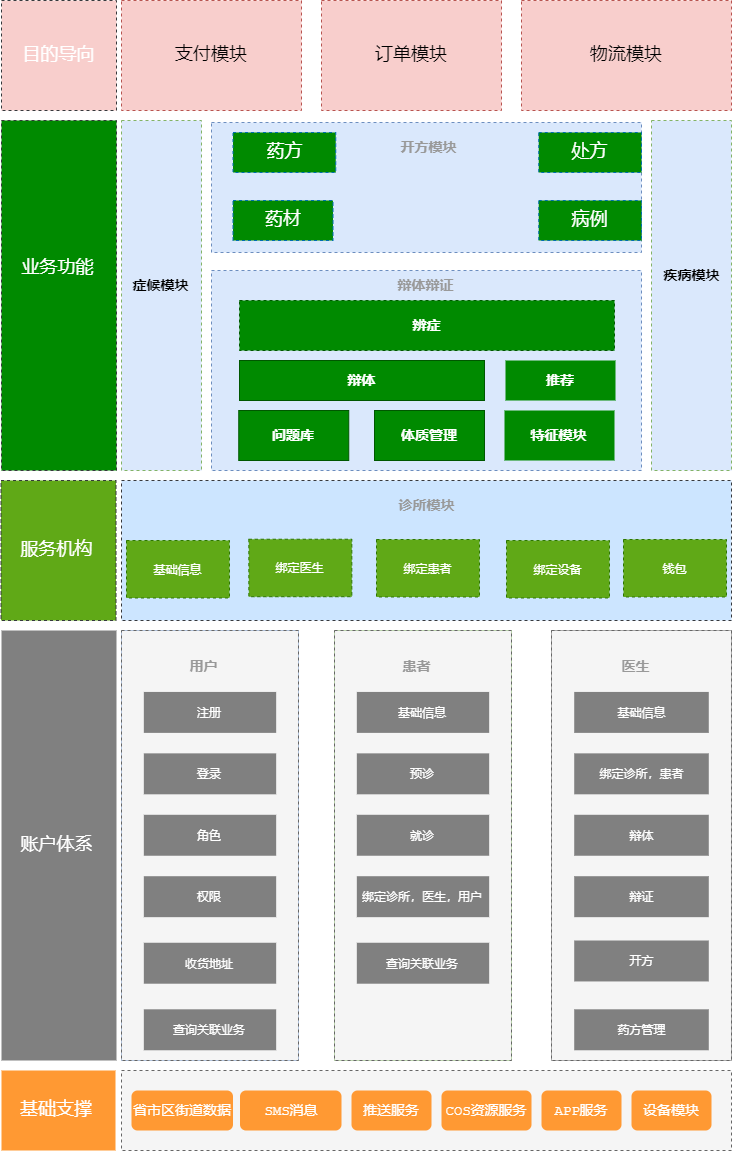 目的导向
支付模块
订单模块
物流模块
业务功能
症候模块
开方模块
药方
处方
药材
病例
辩体辩证
辨症
辩体
推荐
问题库
体质管理
特征模块
疾病模块
服务机构
诊所模块
基础信息
绑定医生
绑定患者
绑定设备
钱包
账户体系
用户
注册
登录
角色
权限
收货地址
查询关联业务
患者
基础信息
预诊
就诊
绑定诊所，医生，用户
查询关联业务
医生
基础信息
绑定诊所，患者
辩体
辩证
开方
药方管理
基础支撑
省市区街道数据
SMS消息
推送服务
COS资源服务
APP服务
设备模块